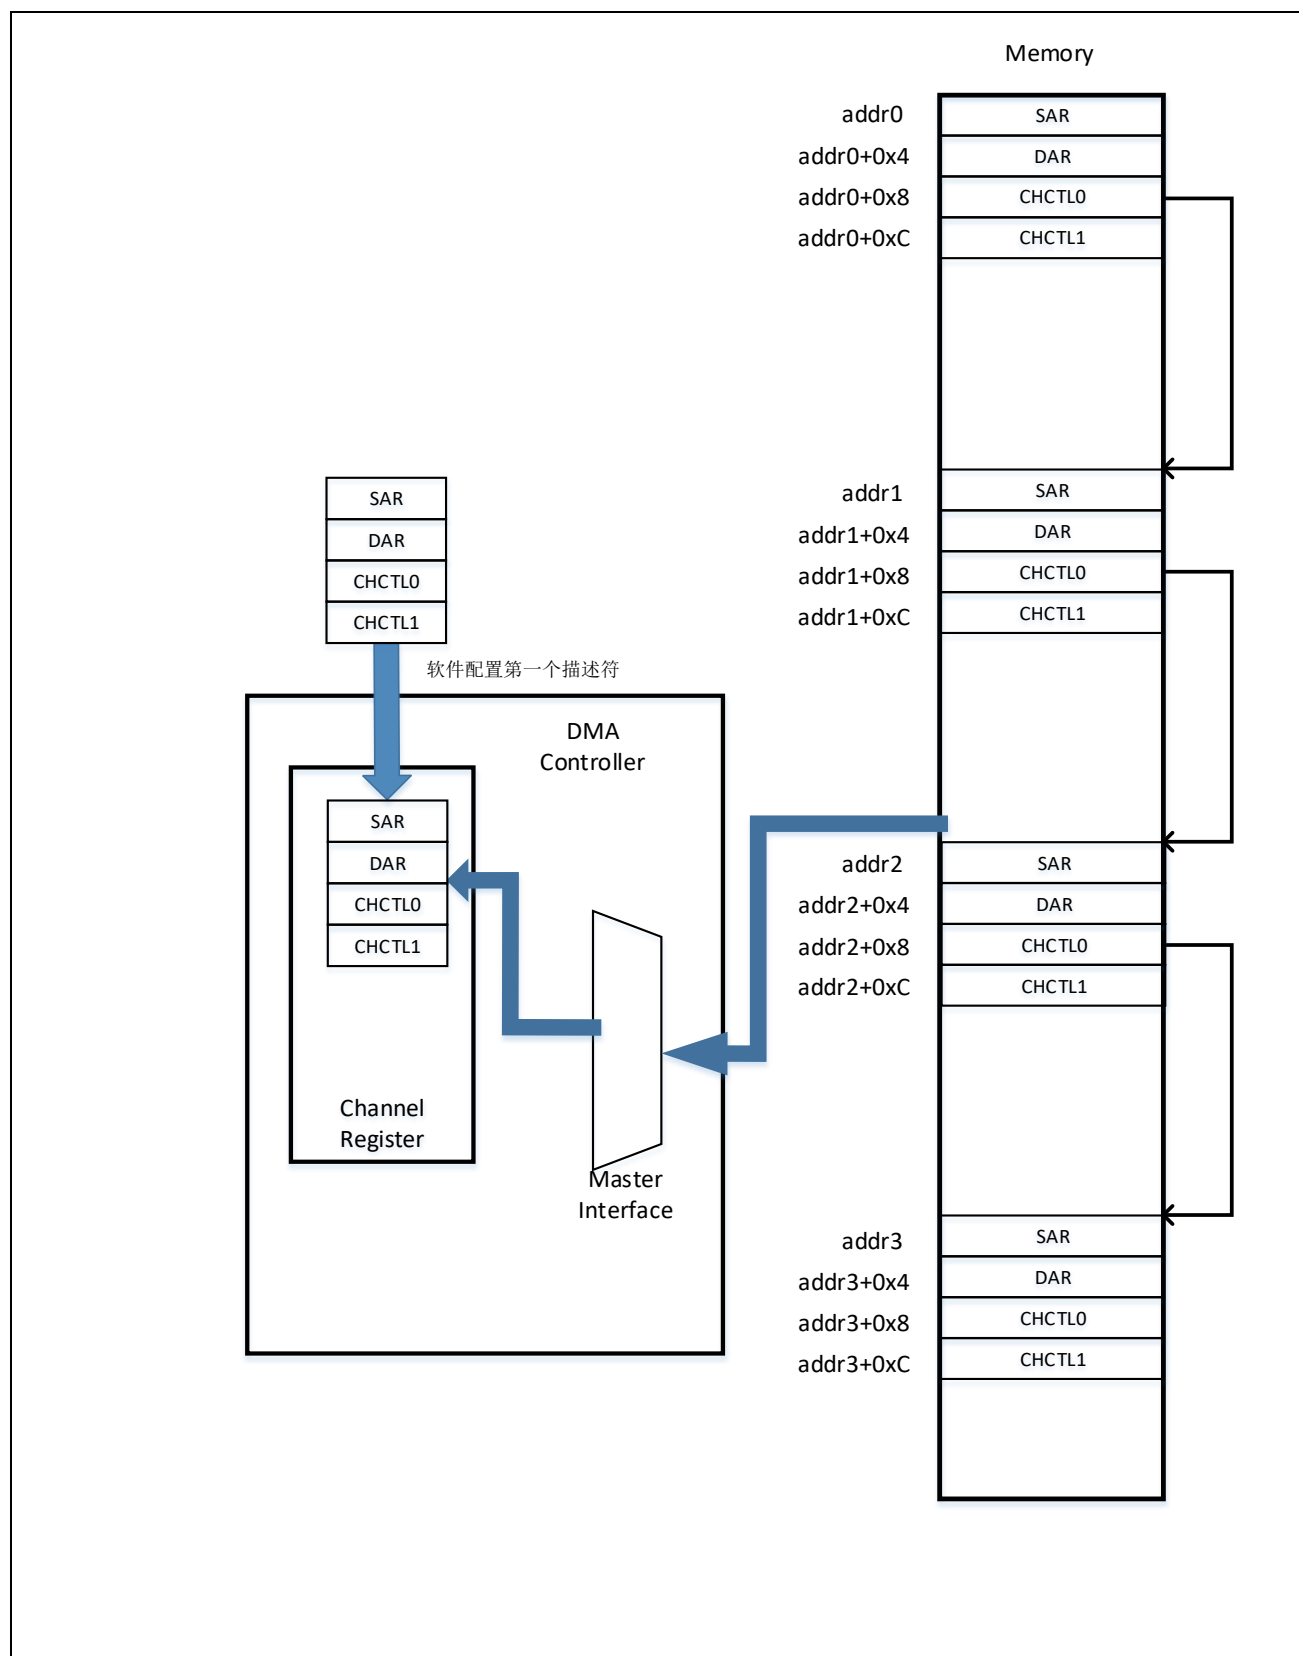 Memory
addr0 SAR
addr0+0x4 DAR
addr0+0x8 CHCTL0
addr0+0xC CHCTL1
addr1 SAR
addr1+0x4 DAR
addr1+0x8 CHCTL0
addr1+0xC CHCTL1
SAR
DAR
CHCTL0
CHCTL1
软件配置第一个描述符
DMA
Controller
SAR
DAR
CHCTL0
CHCTL1
Channel
Register
Master
Interface
addr2 SAR
addr2+0x4 DAR
addr2+0x8 CHCTL0
addr2+0xC CHCTL1
addr3 SAR
addr3+0x4 DAR
addr3+0x8 CHCTL0
addr3+0xC CHCTL1